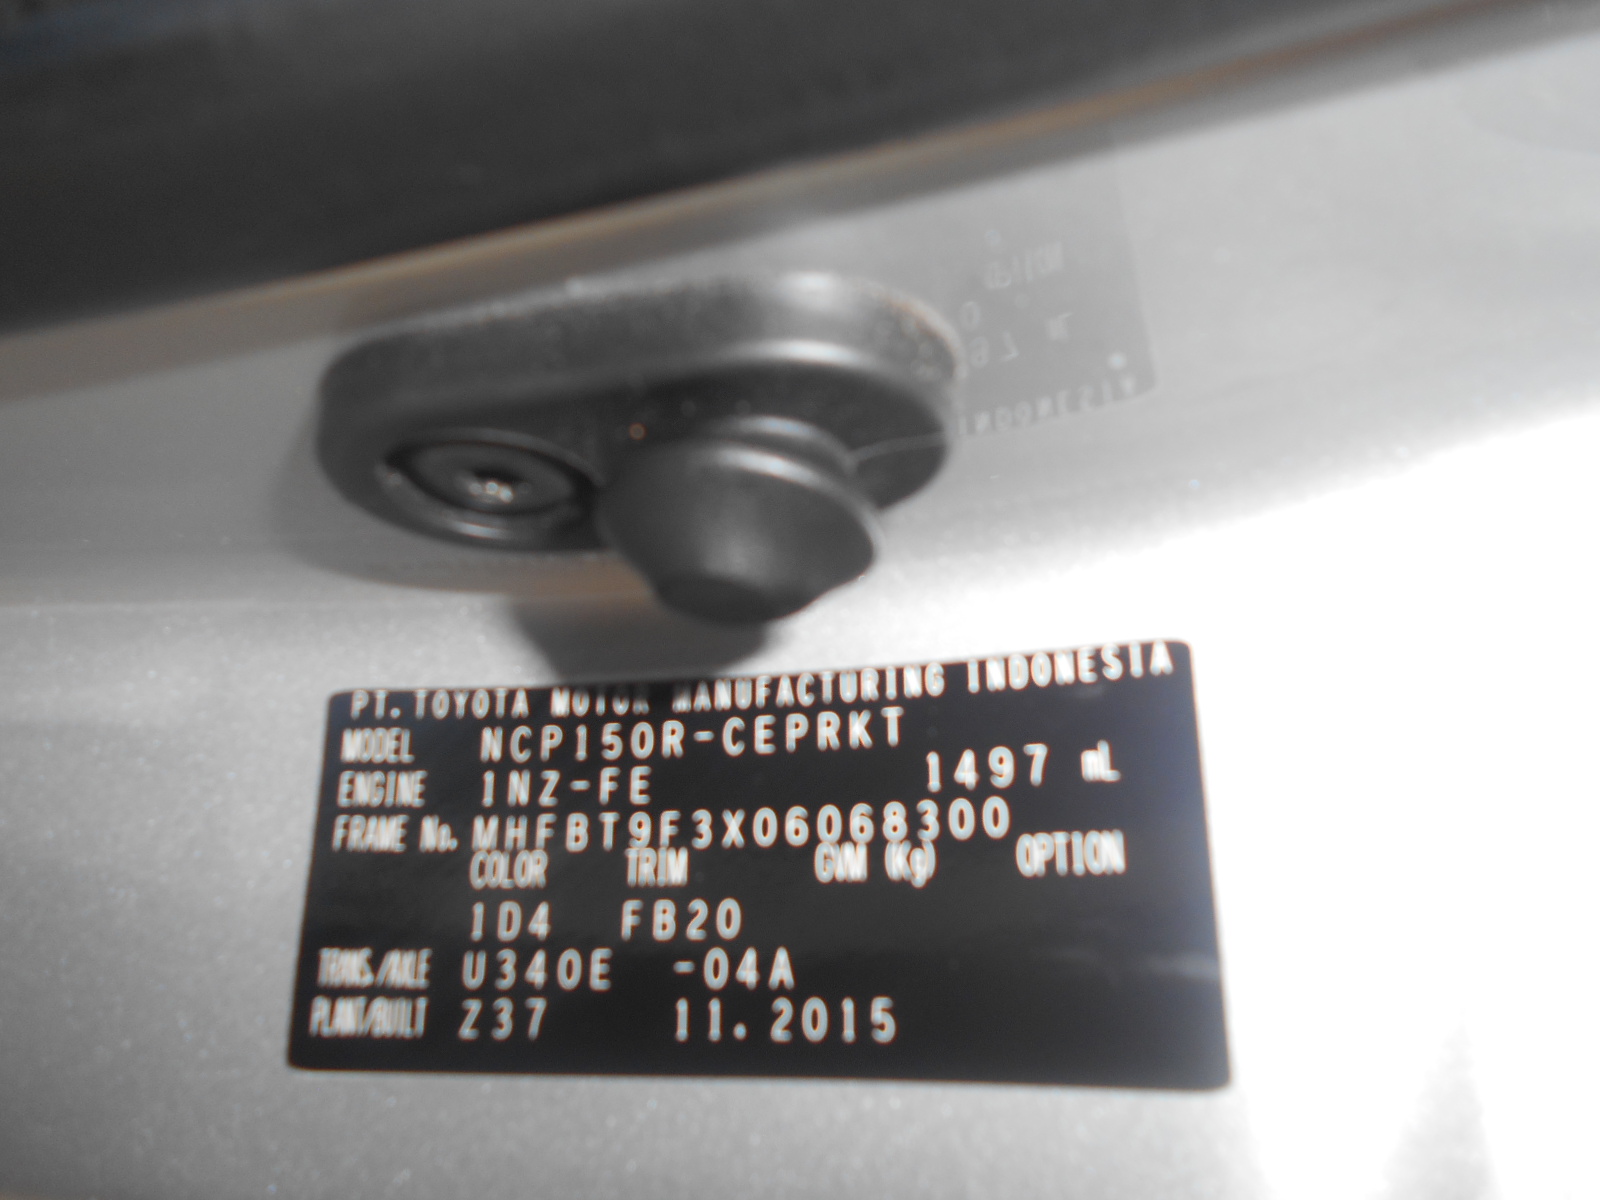 PT. TOYOTA MOTOR MANUFACTURING INDONESIA
MODEL NCP150R-CEPRKT
ENGINE 1NZ-FE 1497 mL
FRAME No. MHFBT9F3X06068300
COLOR TRIM GVM (Kg) OPTION
1D4 FB20
TRANS./AXLE U340E -04A
PLANT/BUILT Z37 11.2015